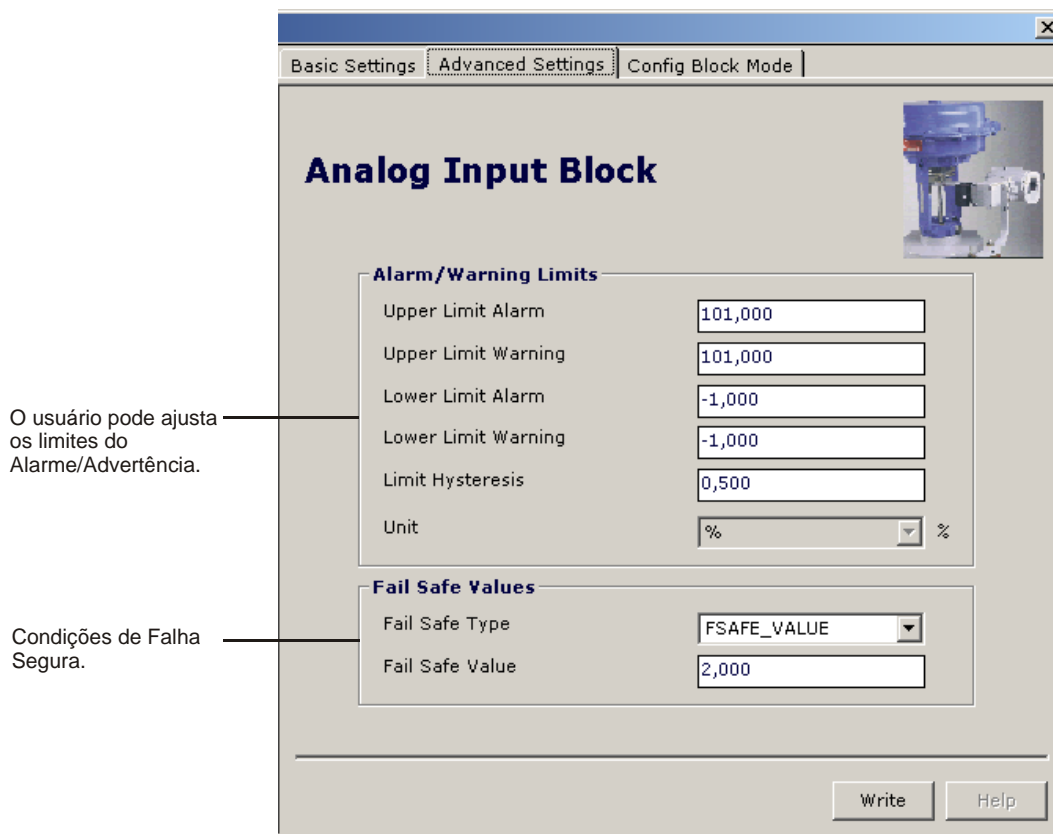 Basic Settings Advanced Settings Config Block Mode
Analog Input Block
Alarm/Warning Limits
Upper Limit Alarm 101,000
Upper Limit Warning 101,000
Lower Limit Alarm -1,000
Lower Limit Warning -1,000
Limit Hysteresis 0,500
Unit % %
O usuário pode ajusta
os limites do
Alarme/Advertência.
Fail Safe Values
Fail Safe Type FSAFE_VALUE
Fail Safe Value 2,000
Condições de Falha
Segura.
Write Help